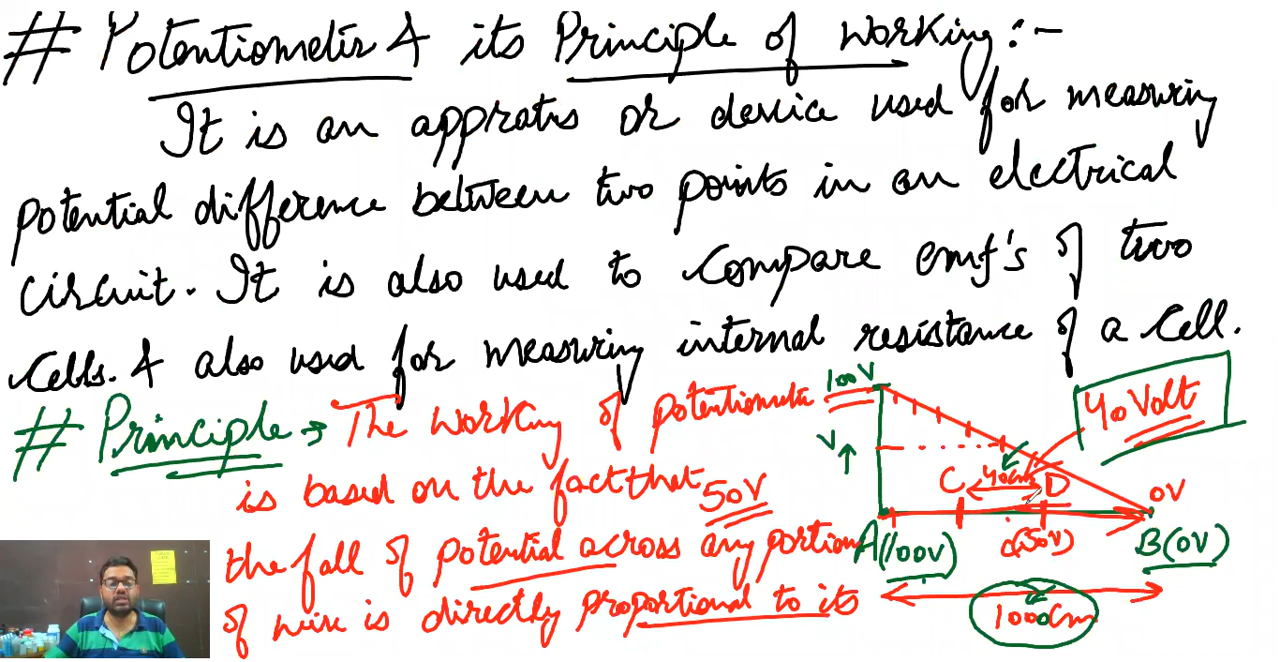 # Potentiometer & its Principle of working:-
It is an appratus or device used for measuring
potential difference between two points in an electrical
circuit. It is also used to compare emf's of two
cells. & also used for measuring internal resistance of a cell.
# Principle → The working of potentiometer
is based on the fact that
the fall of potential across any portion
of wire is directly proportional to its
100V
V ↑
40 Volt
C 40cm D
0V
50V
A(100V)
(50V)
B(0V)
1000cm